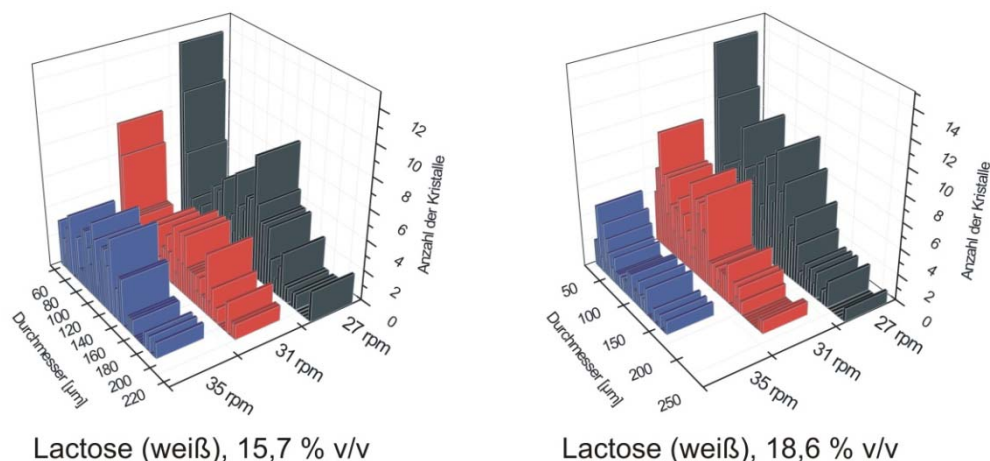 12
10
8
6
4
2
0
Anzahl der Kristalle
60
80
100
120
140
160
180
200
220
Durchmesser [µm]
35 rpm
31 rpm
27 rpm
Lactose (weiß), 15,7 % v/v
14
12
10
8
6
4
2
0
Anzahl der Kristalle
50
100
150
200
250
Durchmesser [µm]
35 rpm
31 rpm
27 rpm
Lactose (weiß), 18,6 % v/v